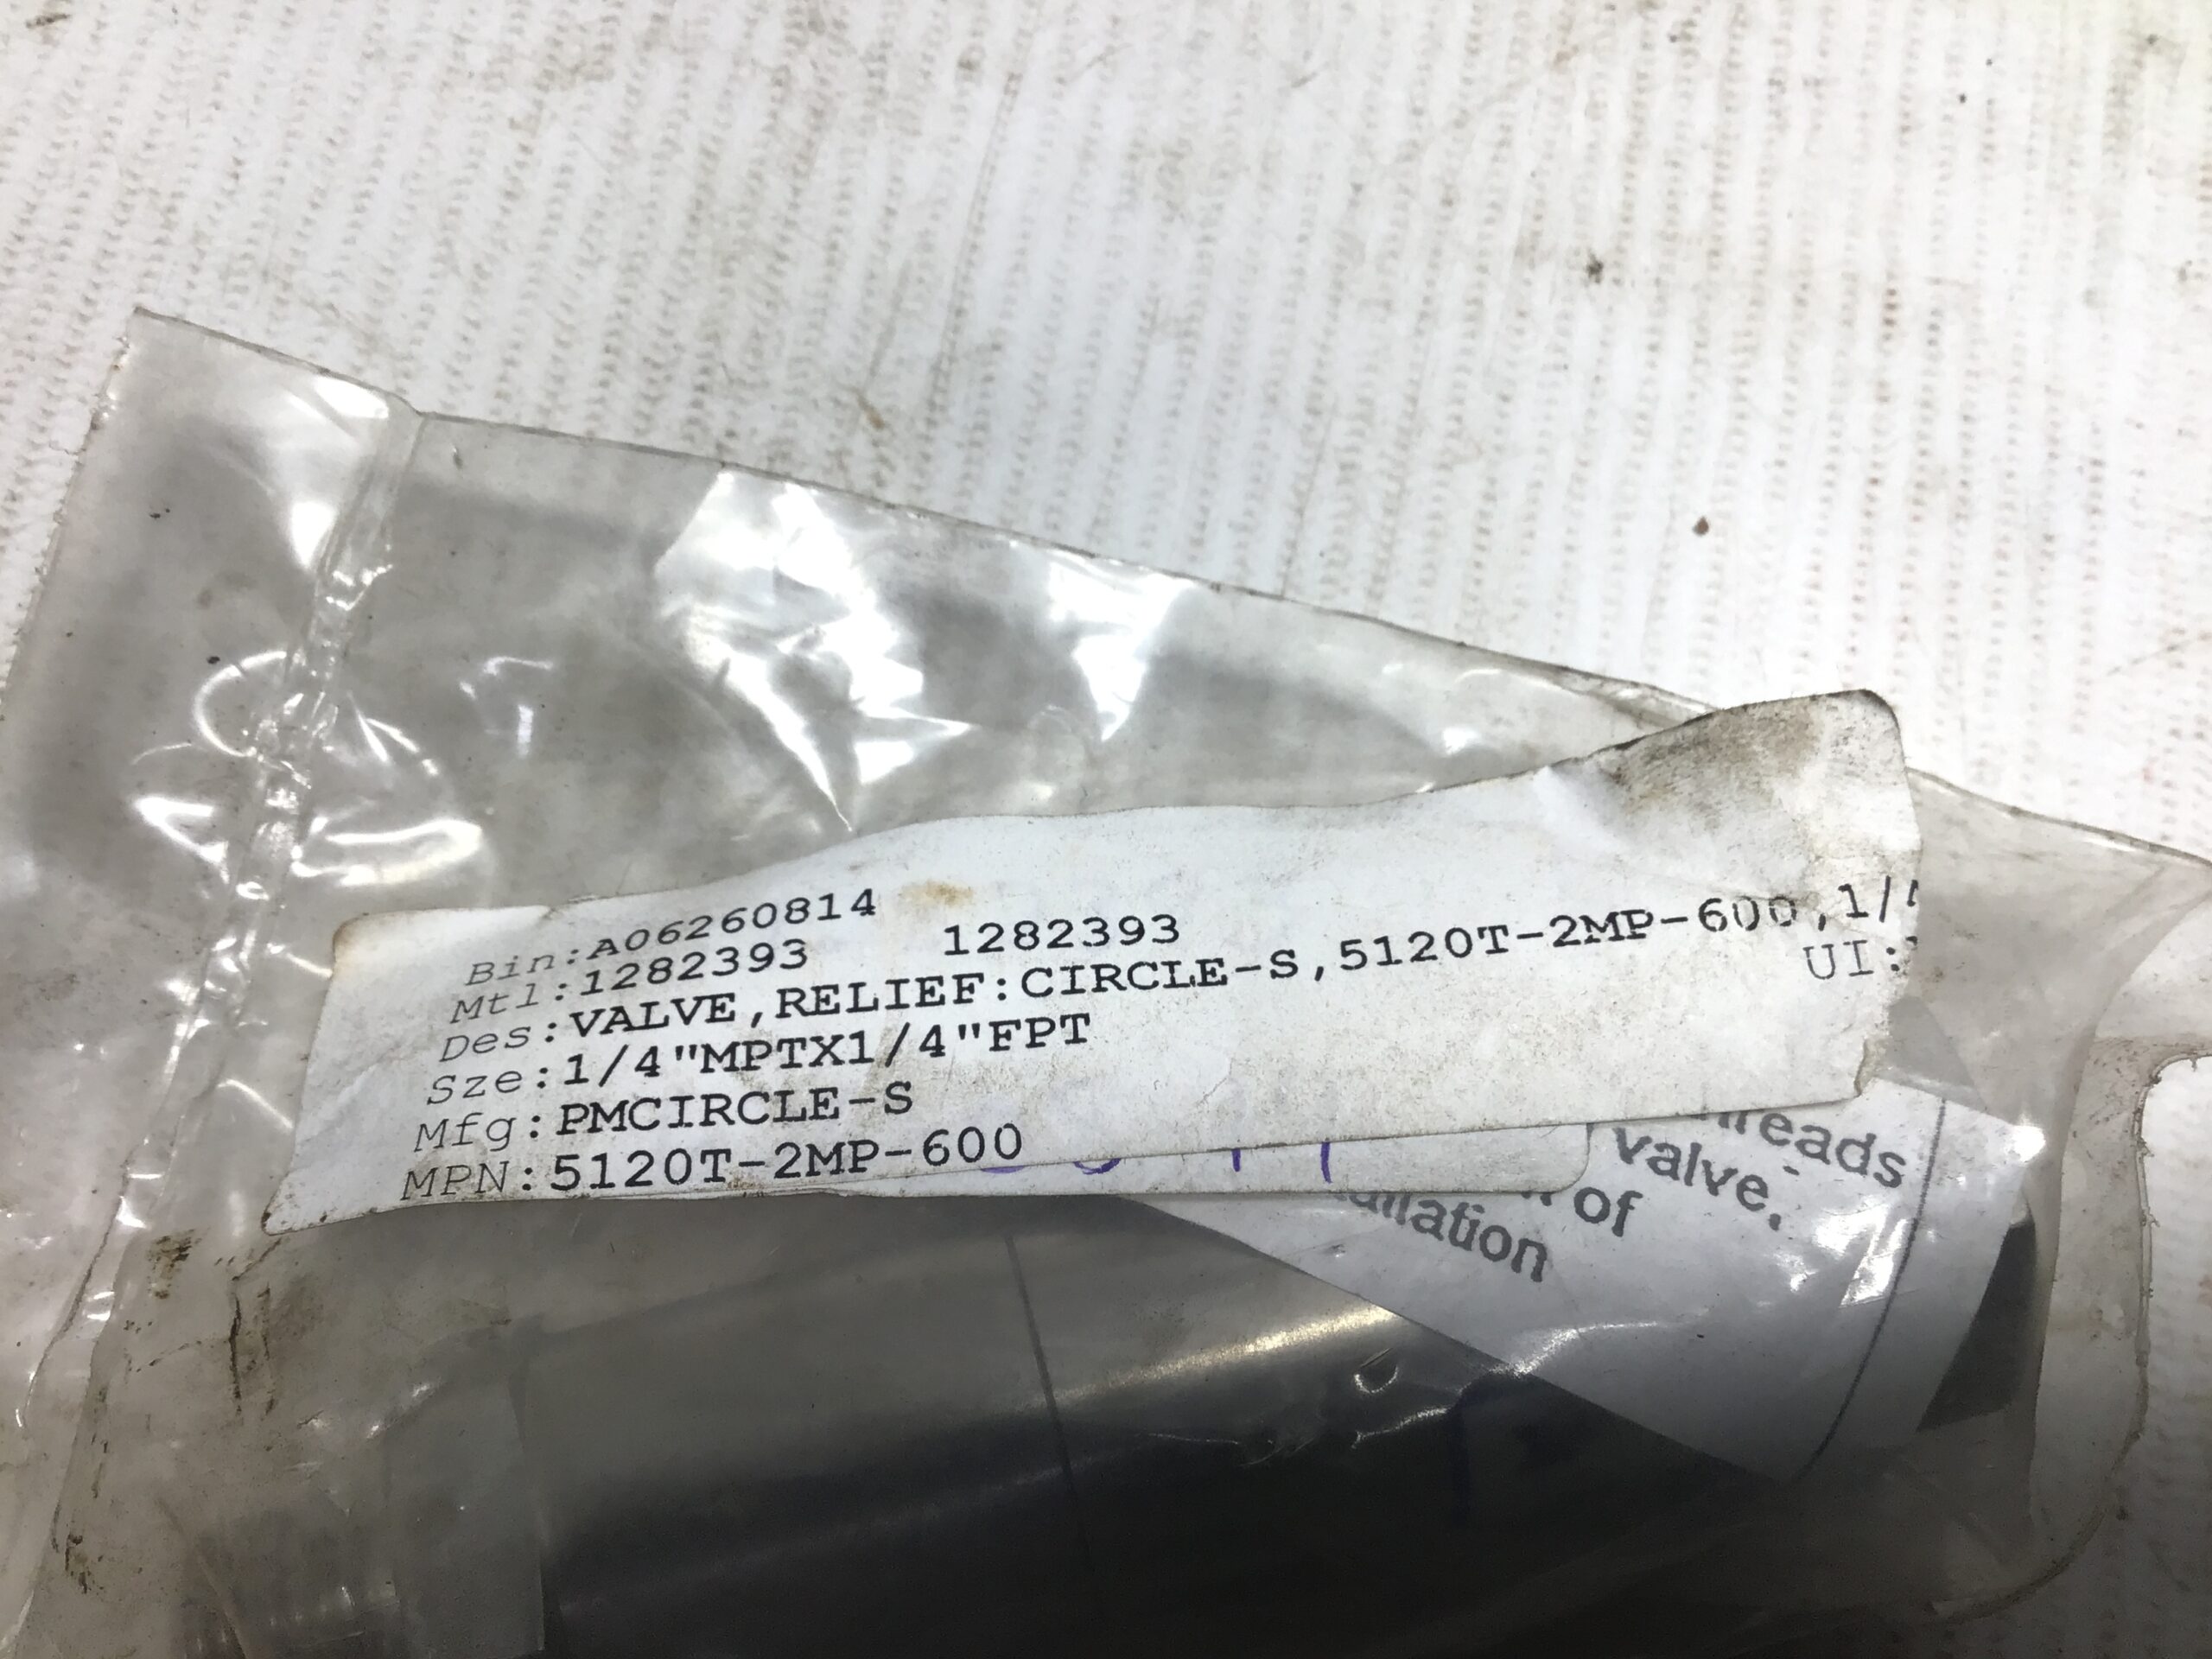 Bin:A06260814
Mtl:1282393 1282393
Des:VALVE,RELIEF:CIRCLE-S,5120T-2MP-600,1/
Sze:1/4"MPTX1/4"FPT UI:
Mfg:PMCIRCLE-S
MPN:5120T-2MP-600
valve.
of